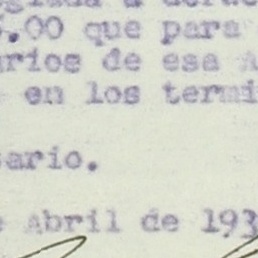 .00 que para
rios de esa
en los termi
ario.
Abril de 193